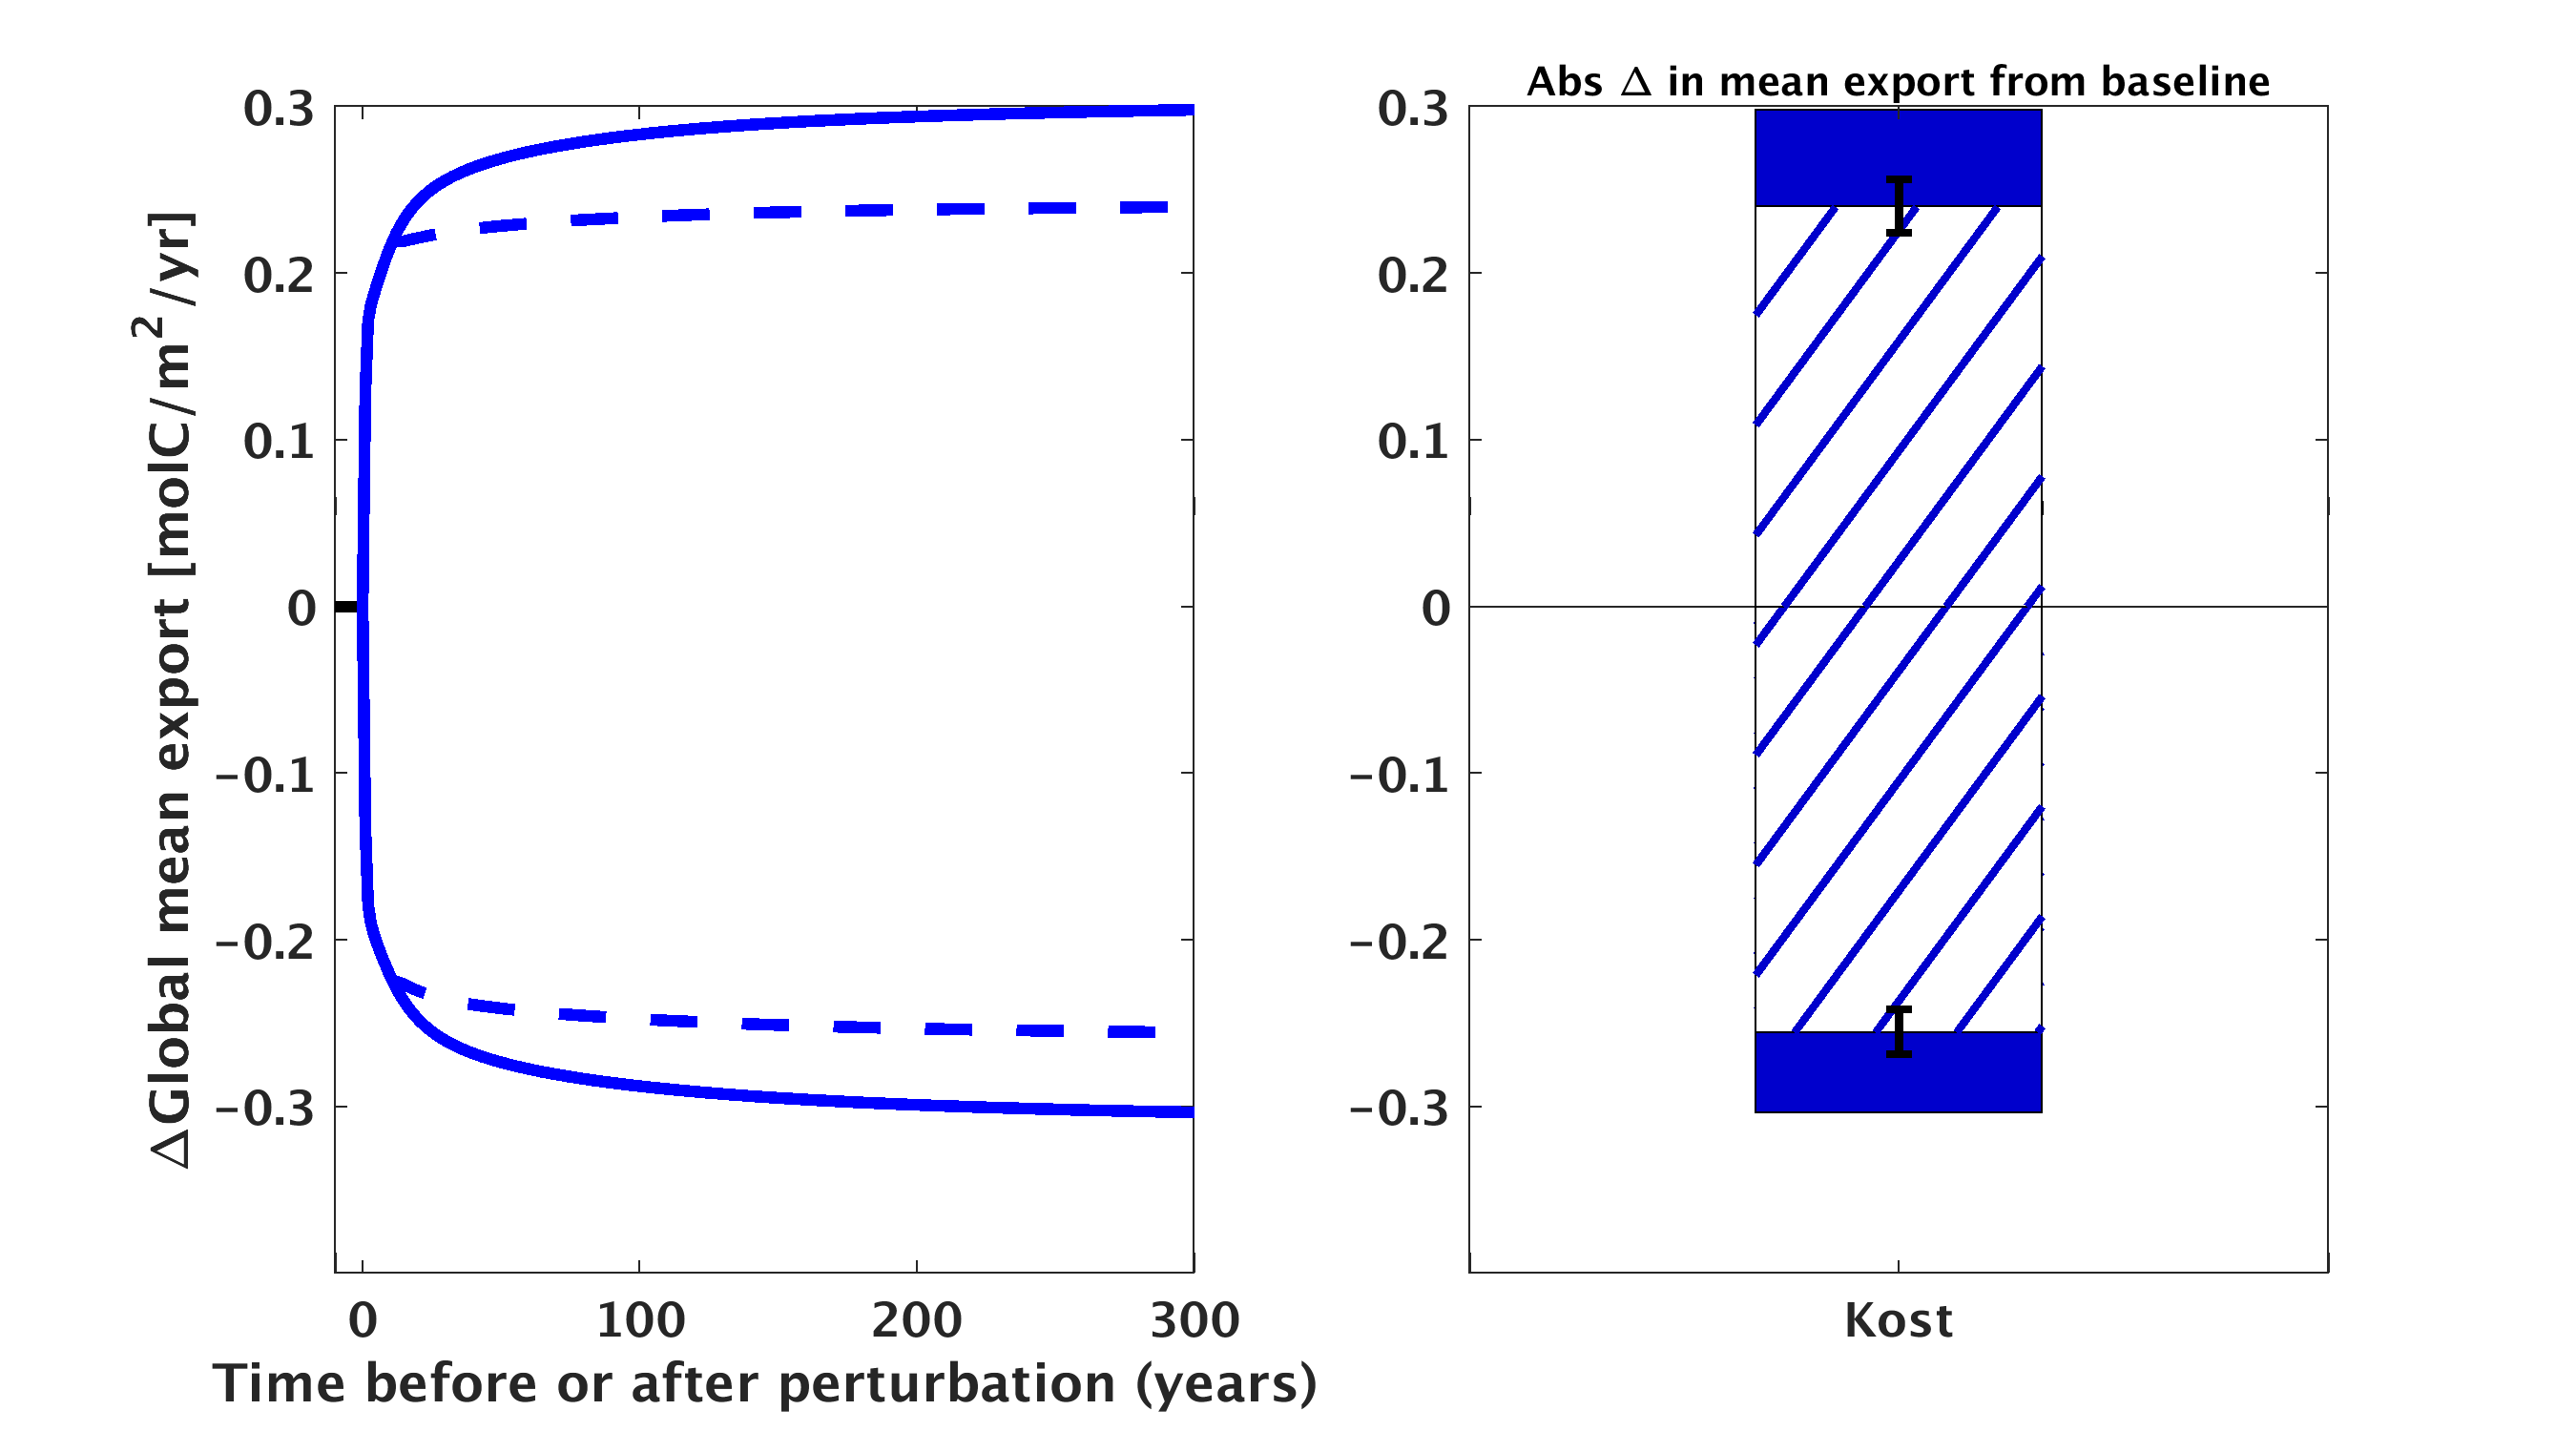 ΔGlobal mean export [molC/m²/yr]
0.3
0.2
0.1
0
−0.1
−0.2
−0.3
0 100 200 300
Time before or after perturbation (years)
Abs Δ in mean export from baseline
0.3
0.2
0.1
0
−0.1
−0.2
−0.3
Kost